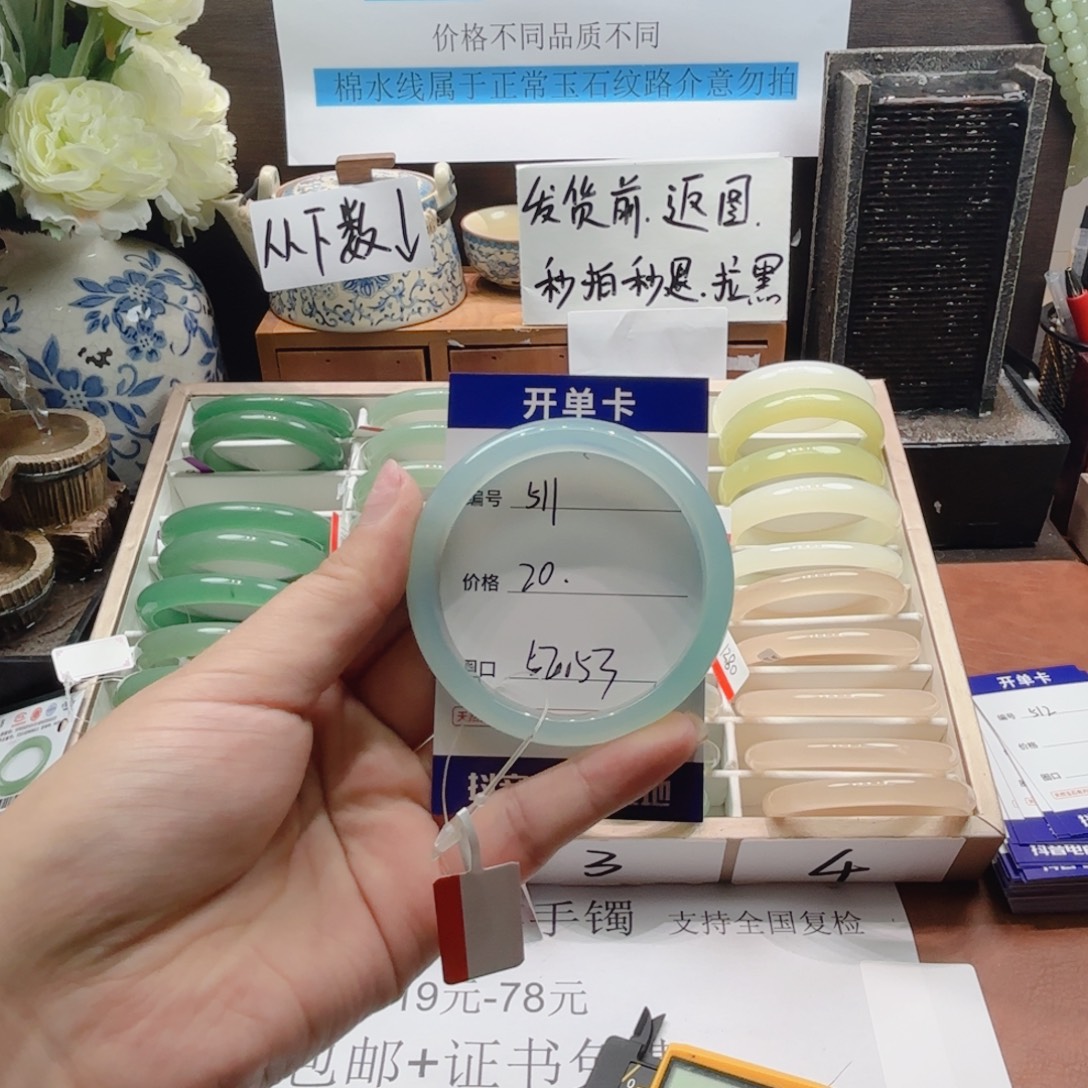 价格不同品质不同
棉水线属于正常玉石纹路介意勿拍
从下数↓
发货前.返图.
秒拍秒退.拉黑
开单卡
编号 511
价格 20.
圈口
3
4
开单卡
编号 512
价格
圈口
手镯 支持全国复检
19元-78元
包邮+证书